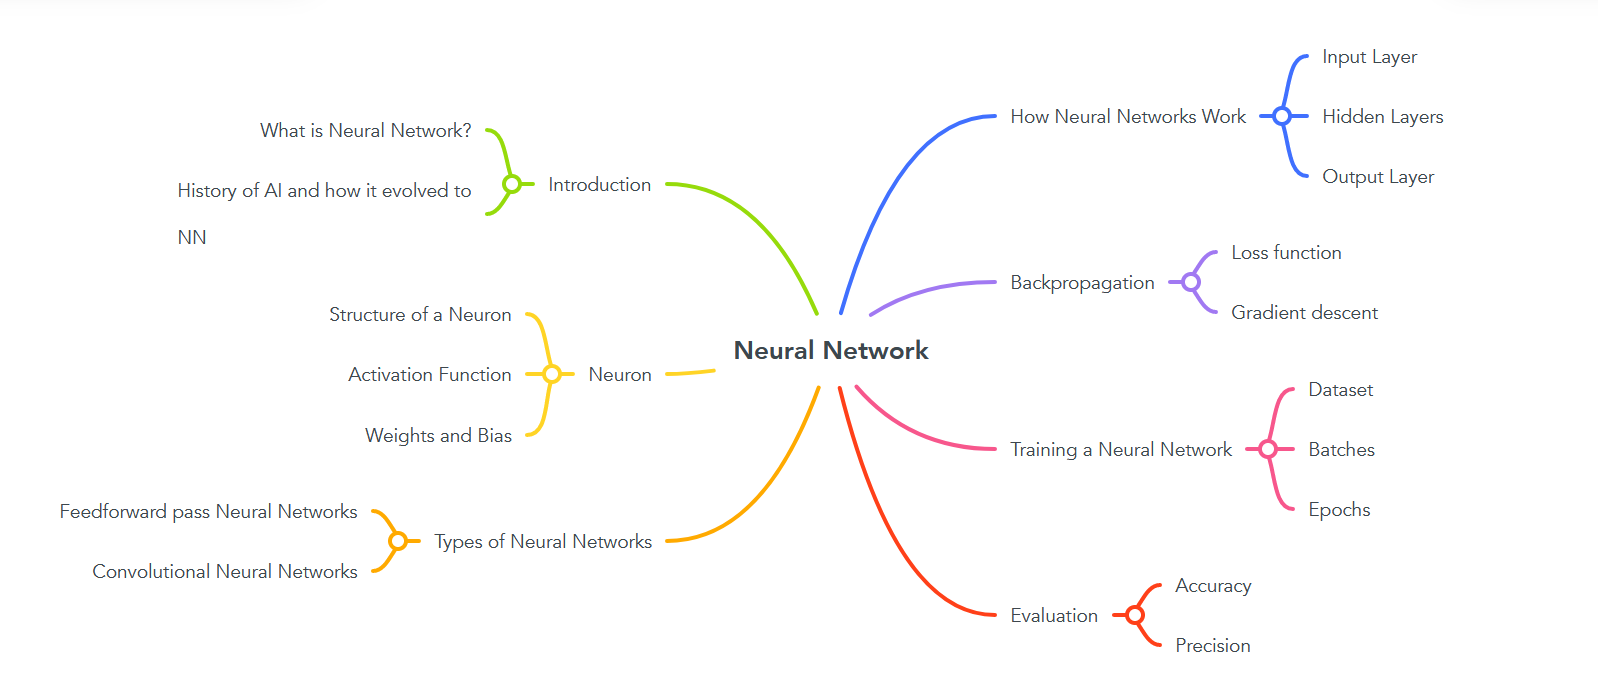 Neural Network
How Neural Networks Work
Input Layer
Hidden Layers
Output Layer
Backpropagation
Loss function
Gradient descent
Training a Neural Network
Dataset
Batches
Epochs
Evaluation
Accuracy
Precision
Introduction
What is Neural Network?
History of AI and how it evolved to
NN
Neuron
Structure of a Neuron
Activation Function
Weights and Bias
Types of Neural Networks
Feedforward pass Neural Networks
Convolutional Neural Networks